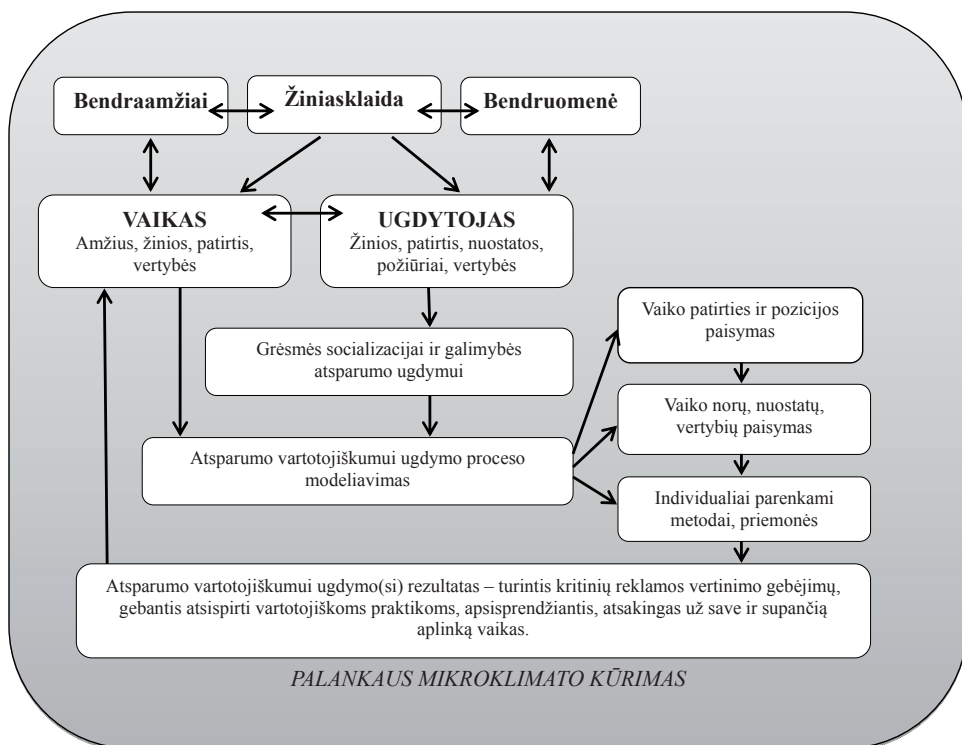 Bendraamžiai
Žiniasklaida
Bendruomenė
VAIKAS
Amžius, žinios, patirtis,
vertybės
UGDYTOJAS
Žinios, patirtis, nuostatos,
požiūriai, vertybės
Grėsmės socializacijai ir galimybės
atsparumo ugdymui
Atsparumo vartotojiškumui ugdymo proceso
modeliavimas
Vaiko patirties ir pozicijos
paisymas
Vaiko norų, nuostatų,
vertybių paisymas
Individualiai parenkami
metodai, priemonės
Atsparumo vartotojiškumui ugdymo(si) rezultatas – turintis kritinių reklamos vertinimo gebėjimų,
gebantis atsispirti vartotojiškoms praktikoms, apsisprendžiantis, atsakingas už save ir supančią
aplinką vaikas.
PALANKAUS MIKROKLIMATO KŪRIMAS